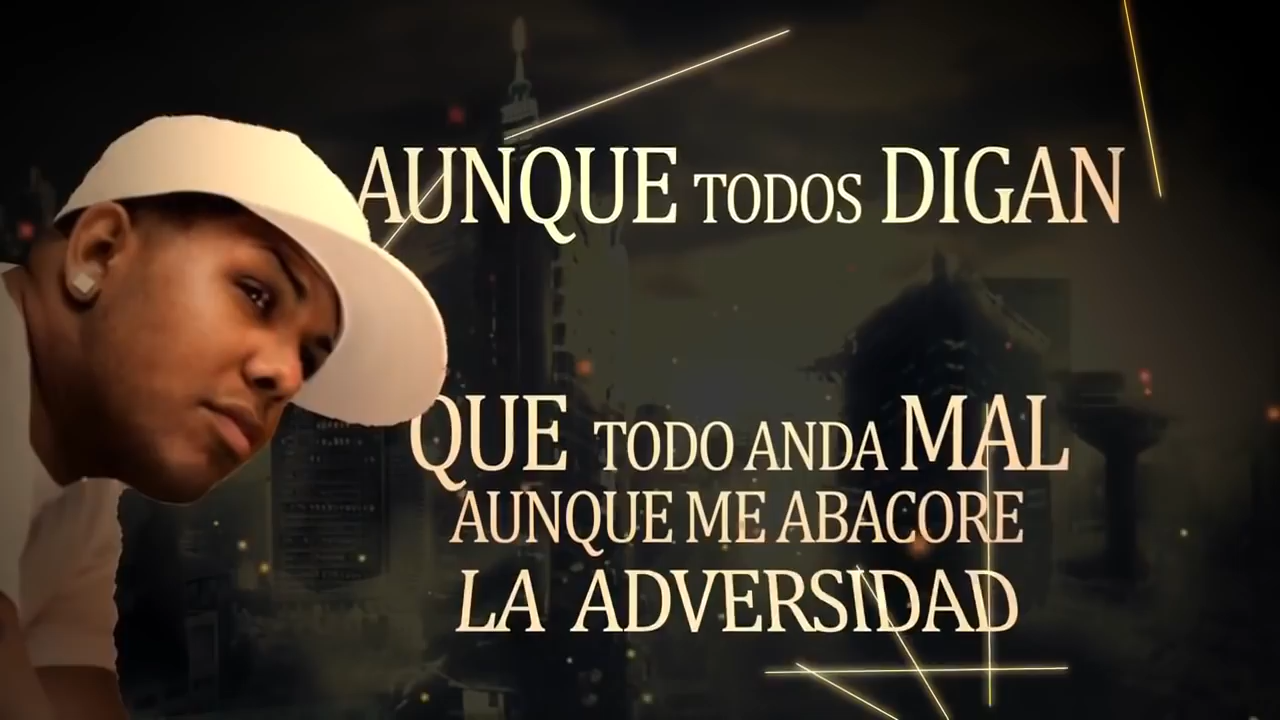 AUNQUE TODOS DIGAN
QUE TODO ANDA MAL
AUNQUE ME ABACORE
LA ADVERSIDAD